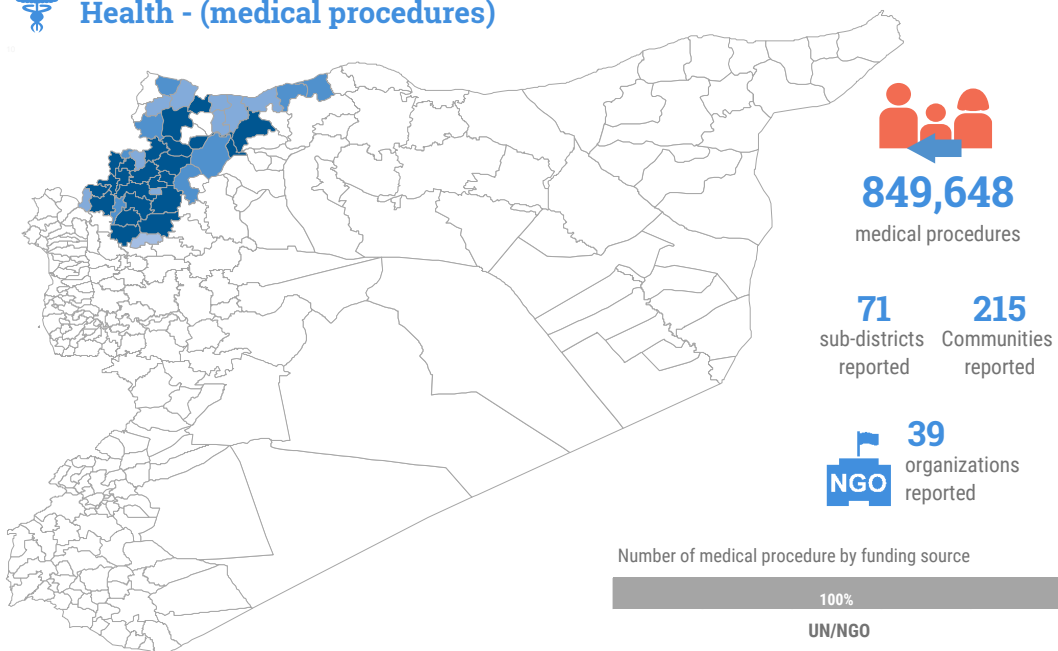 Health - (medical procedures)
849,648
medical procedures
71
sub-districts
reported
215
Communities
reported
39
organizations
reported
NGO
Number of medical procedure by funding source
100%
UN/NGO